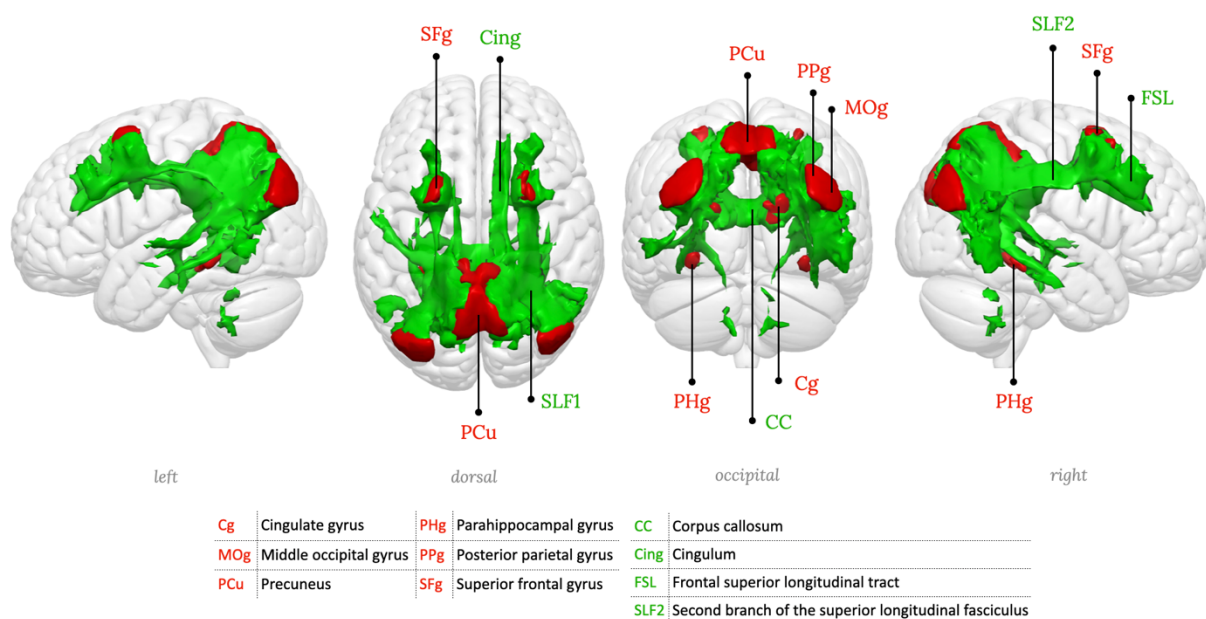 SFg
Cing
PCu
PPg
MOg
SLF2
SFg
FSL
PHg
Cg
CC
PCu
SLF1
PHg
left
dorsal
occipital
right
Cg Cingulate gyrus PHg Parahippocampal gyrus CC Corpus callosum
MOg Middle occipital gyrus PPg Posterior parietal gyrus Cing Cingulum
PCu Precuneus SFg Superior frontal gyrus FSL Frontal superior longitudinal tract
SLF2 Second branch of the superior longitudinal fasciculus